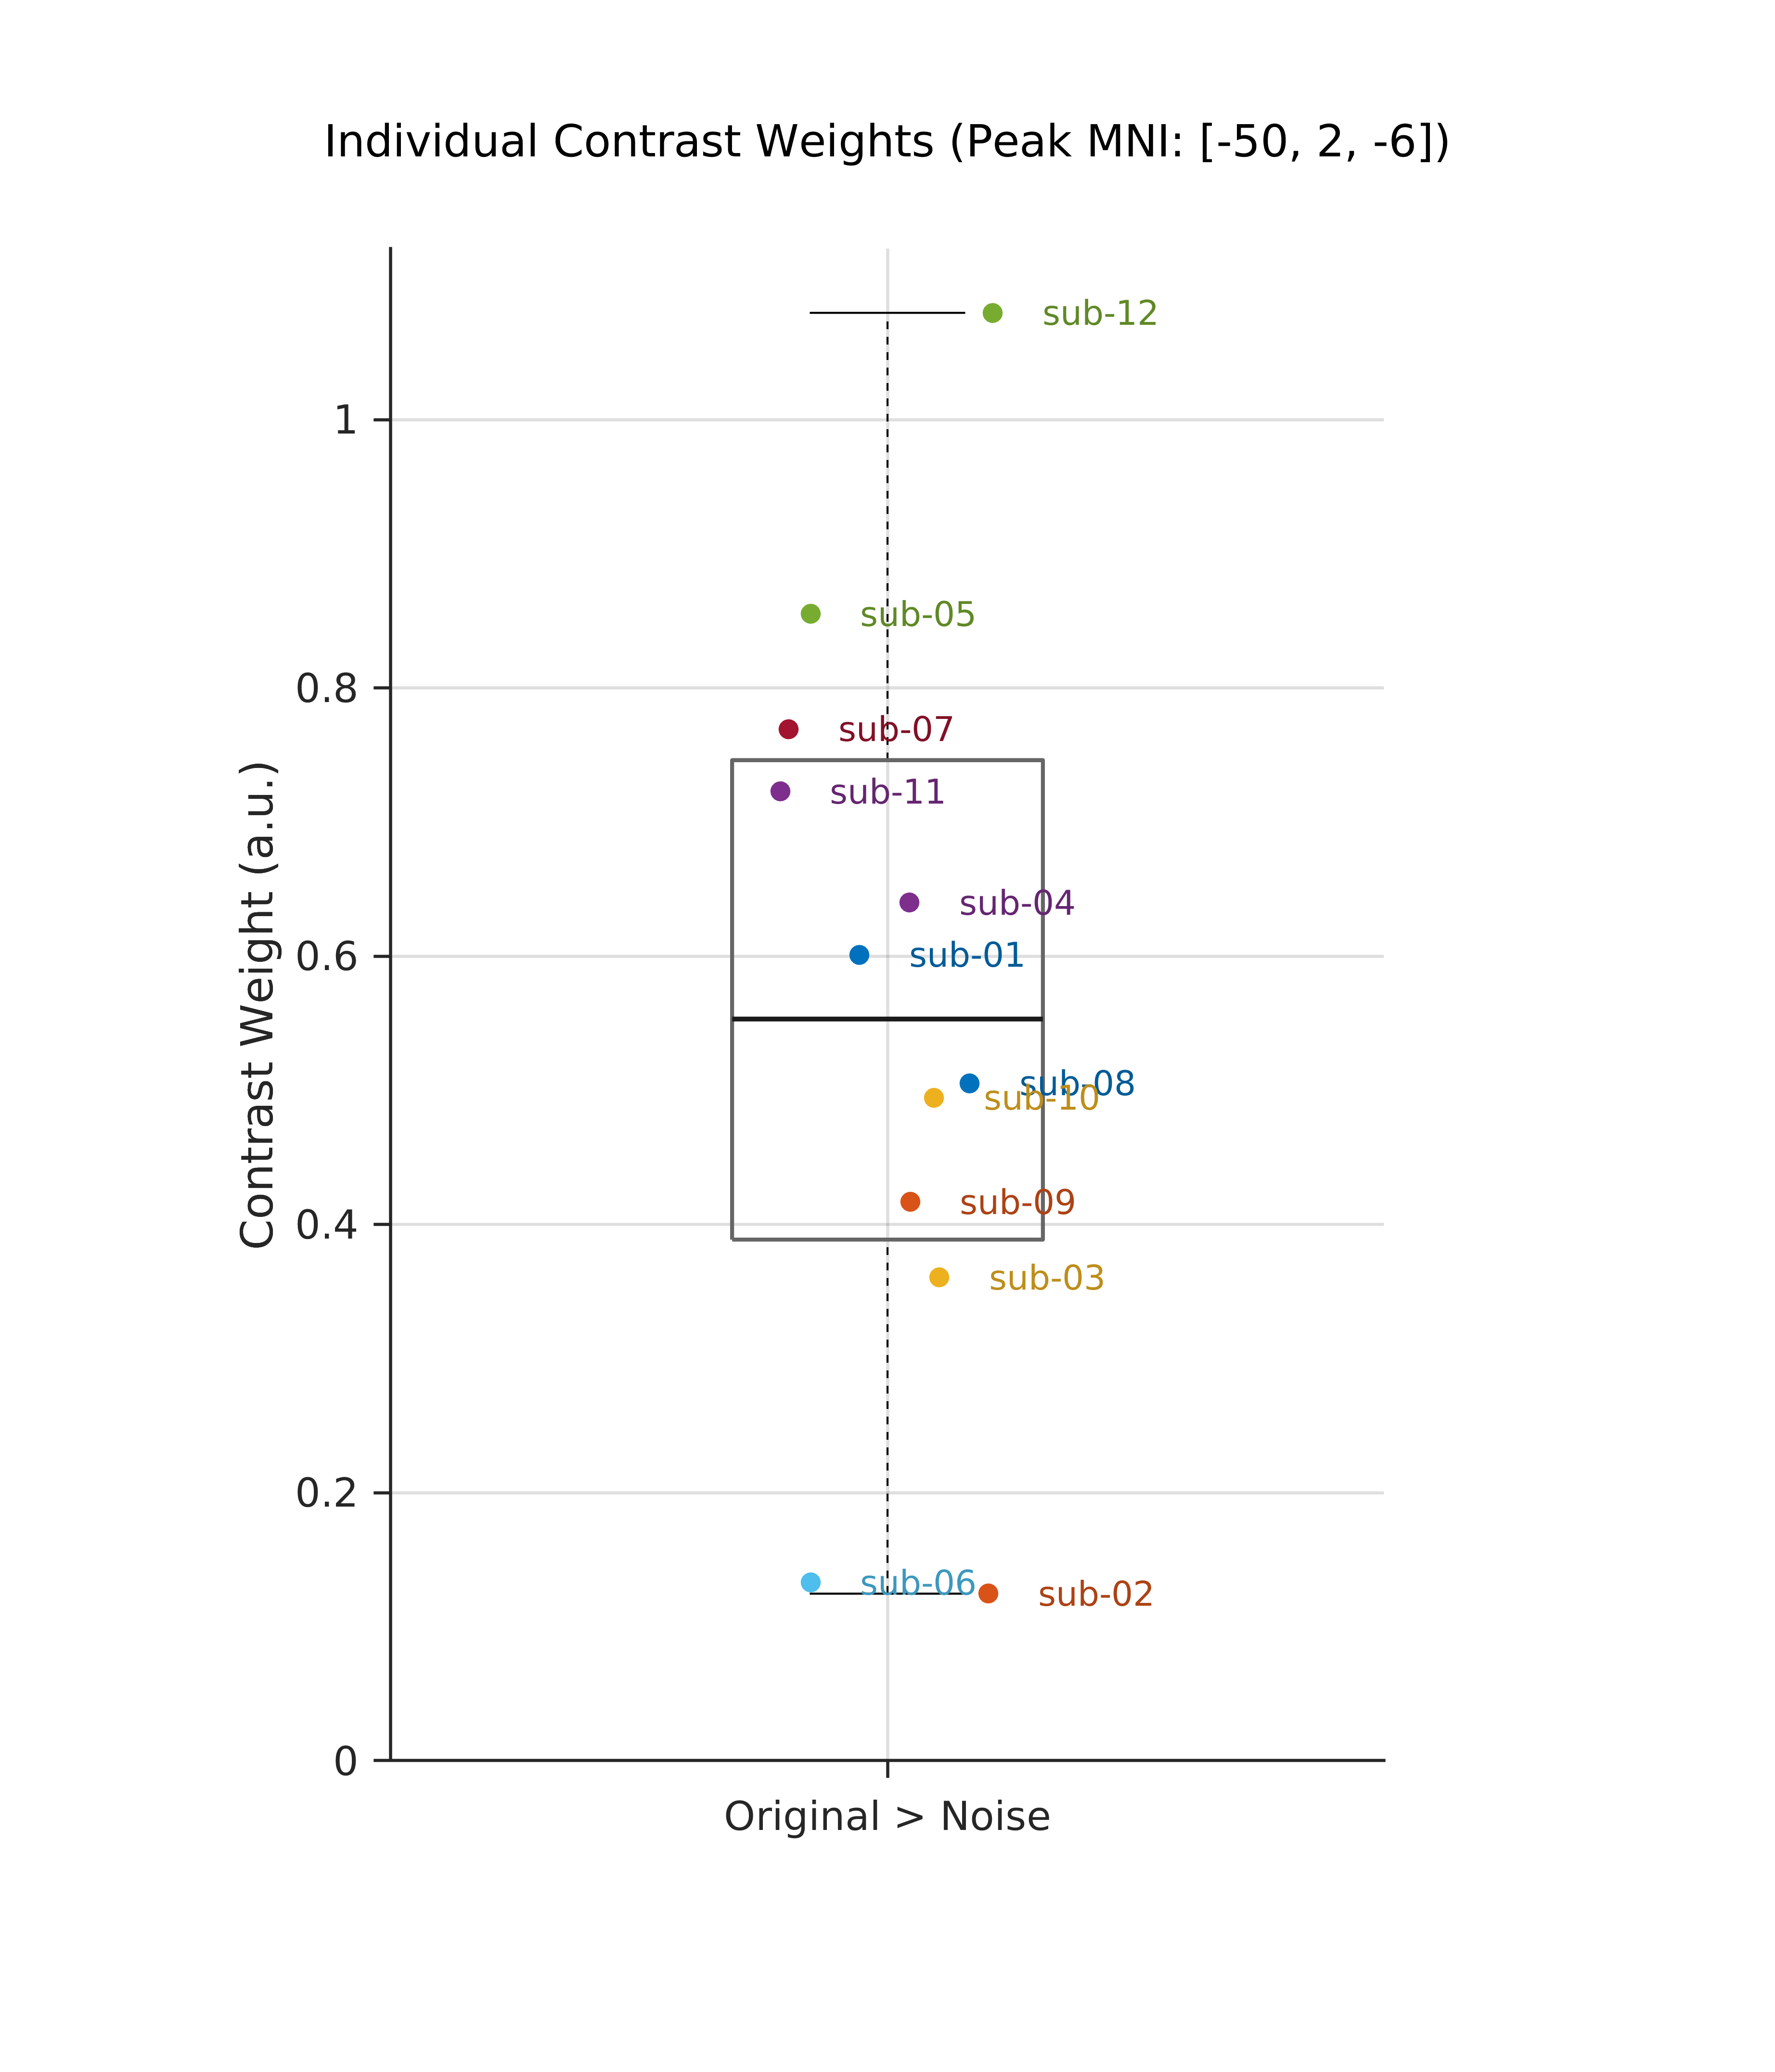 Individual Contrast Weights (Peak MNI: [-50, 2, -6])
sub-12
1
sub-05
0.8
sub-07
sub-11
sub-04
sub-01
0.6
Contrast Weight (a.u.)
sub-08
sub-10
sub-09
0.4
sub-03
0.2
sub-06
sub-02
0
Original > Noise